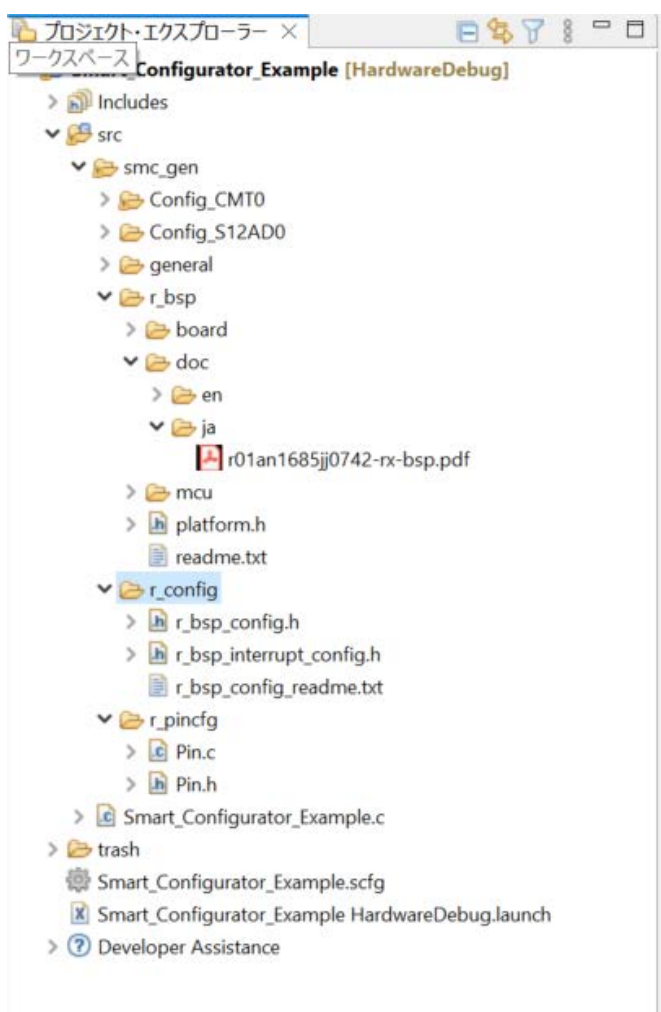 プロジェクト・エクスプローラー
ワークスペース
Configurator_Example [HardwareDebug]
Includes
src
smc_gen
Config_CMT0
Config_S12AD0
general
r_bsp
board
doc
en
ja
r01an1685jj0742-rx-bsp.pdf
mcu
platform.h
readme.txt
r_config
r_bsp_config.h
r_bsp_interrupt_config.h
r_bsp_config_readme.txt
r_pincfg
Pin.c
Pin.h
Smart_Configurator_Example.c
trash
Smart_Configurator_Example.scfg
Smart_Configurator_Example HardwareDebug.launch
Developer Assistance